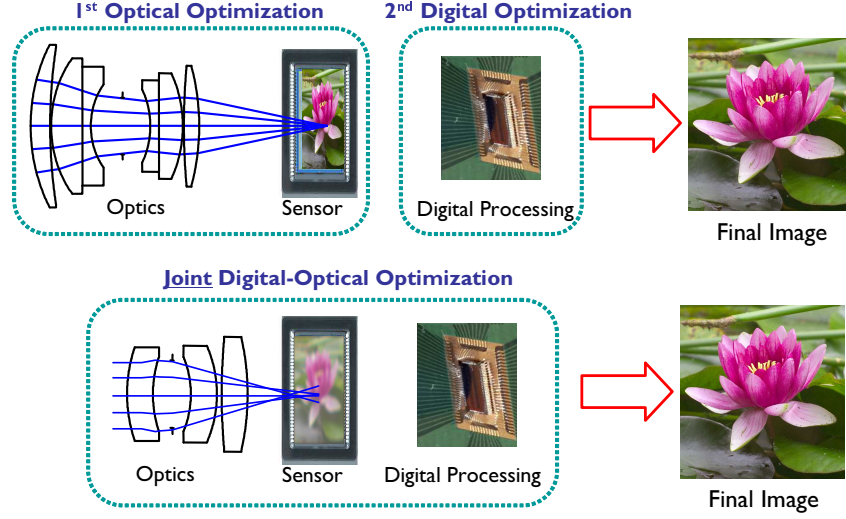 1st Optical Optimization
2nd Digital Optimization
Optics
Sensor
Digital Processing
Final Image
Joint Digital-Optical Optimization
Optics
Sensor
Digital Processing
Final Image